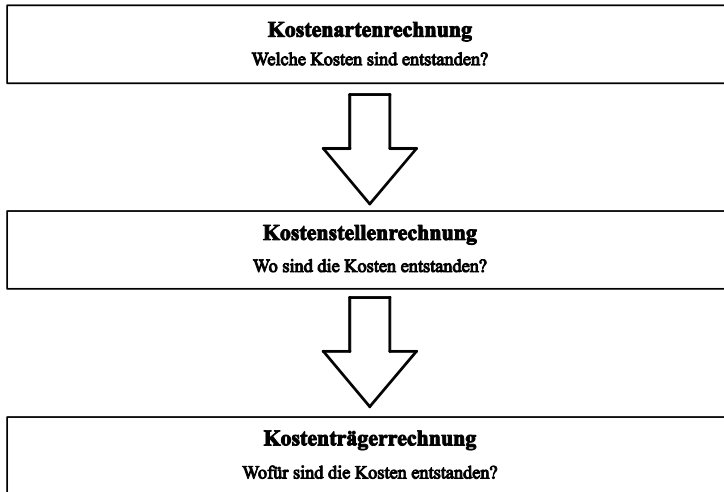 Kostenartenrechnung
Welche Kosten sind entstanden?
Kostenstellenrechnung
Wo sind die Kosten entstanden?
Kostenträgerrechnung
Wofür sind die Kosten entstanden?